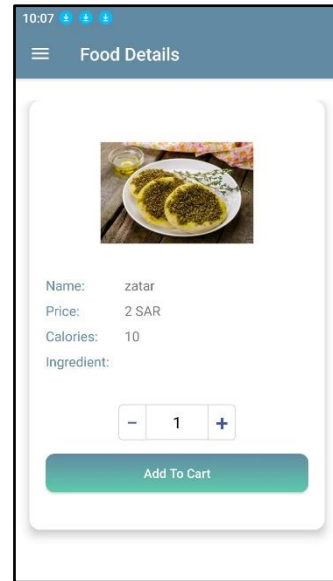 10:07
Food Details
Name: zatar
Price: 2 SAR
Calories: 10
Ingredient:
- 1 +
Add To Cart